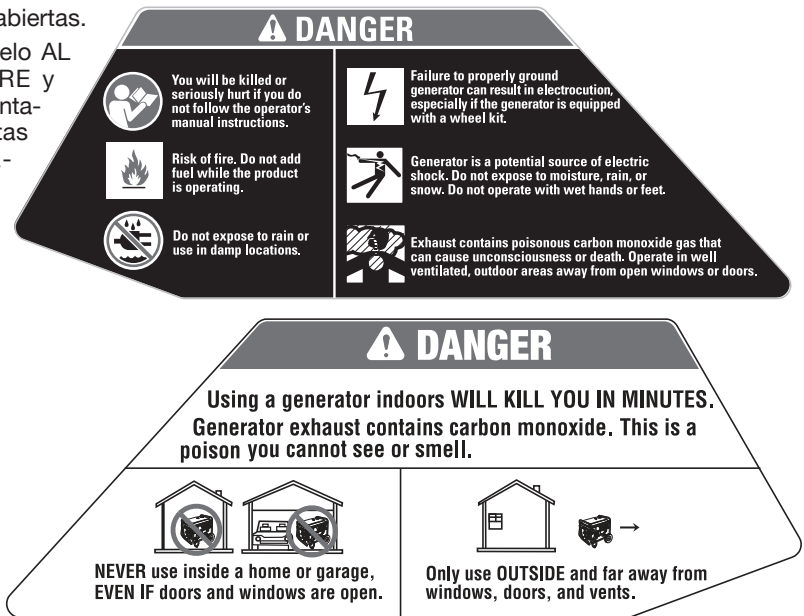 abiertas.
elo AL
RE y
nta-
tas
-
DANGER
You will be killed or
seriously hurt if you do
not follow the operator's
manual instructions.
Risk of fire. Do not add
fuel while the product
is operating.
Do not expose to rain or
use in damp locations.
Failure to properly ground
generator can result in electrocution,
especially if the generator is equipped
with a wheel kit.
Generator is a potential source of electric
shock. Do not expose to moisture, rain, or
snow. Do not operate with wet hands or feet.
Exhaust contains poisonous carbon monoxide gas that
can cause unconsciousness or death. Operate in well
ventilated, outdoor areas away from open windows or doors.
DANGER
Using a generator indoors WILL KILL YOU IN MINUTES.
Generator exhaust contains carbon monoxide. This is a
poison you cannot see or smell.
NEVER use inside a home or garage,
EVEN IF doors and windows are open.
Only use OUTSIDE and far away from
windows, doors, and vents.